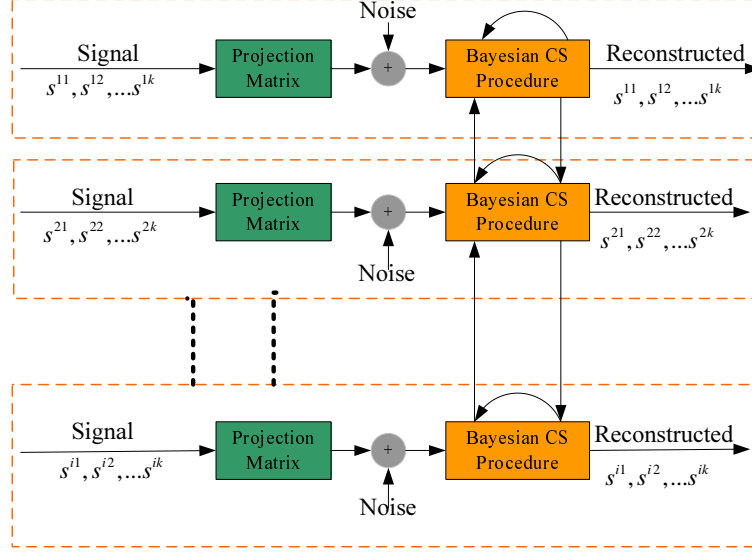 Noise
Signal
Projection Matrix
+
Bayesian CS Procedure
Reconstructed
s^{11}, s^{12}, ...s^{1k}
s^{11}, s^{12}, ...s^{1k}
Signal
Projection Matrix
+
Bayesian CS Procedure
Reconstructed
s^{21}, s^{22}, ...s^{2k}
s^{21}, s^{22}, ...s^{2k}
Noise
Signal
Projection Matrix
+
Bayesian CS Procedure
Reconstructed
s^{i1}, s^{i2}, ...s^{ik}
s^{i1}, s^{i2}, ...s^{ik}
Noise